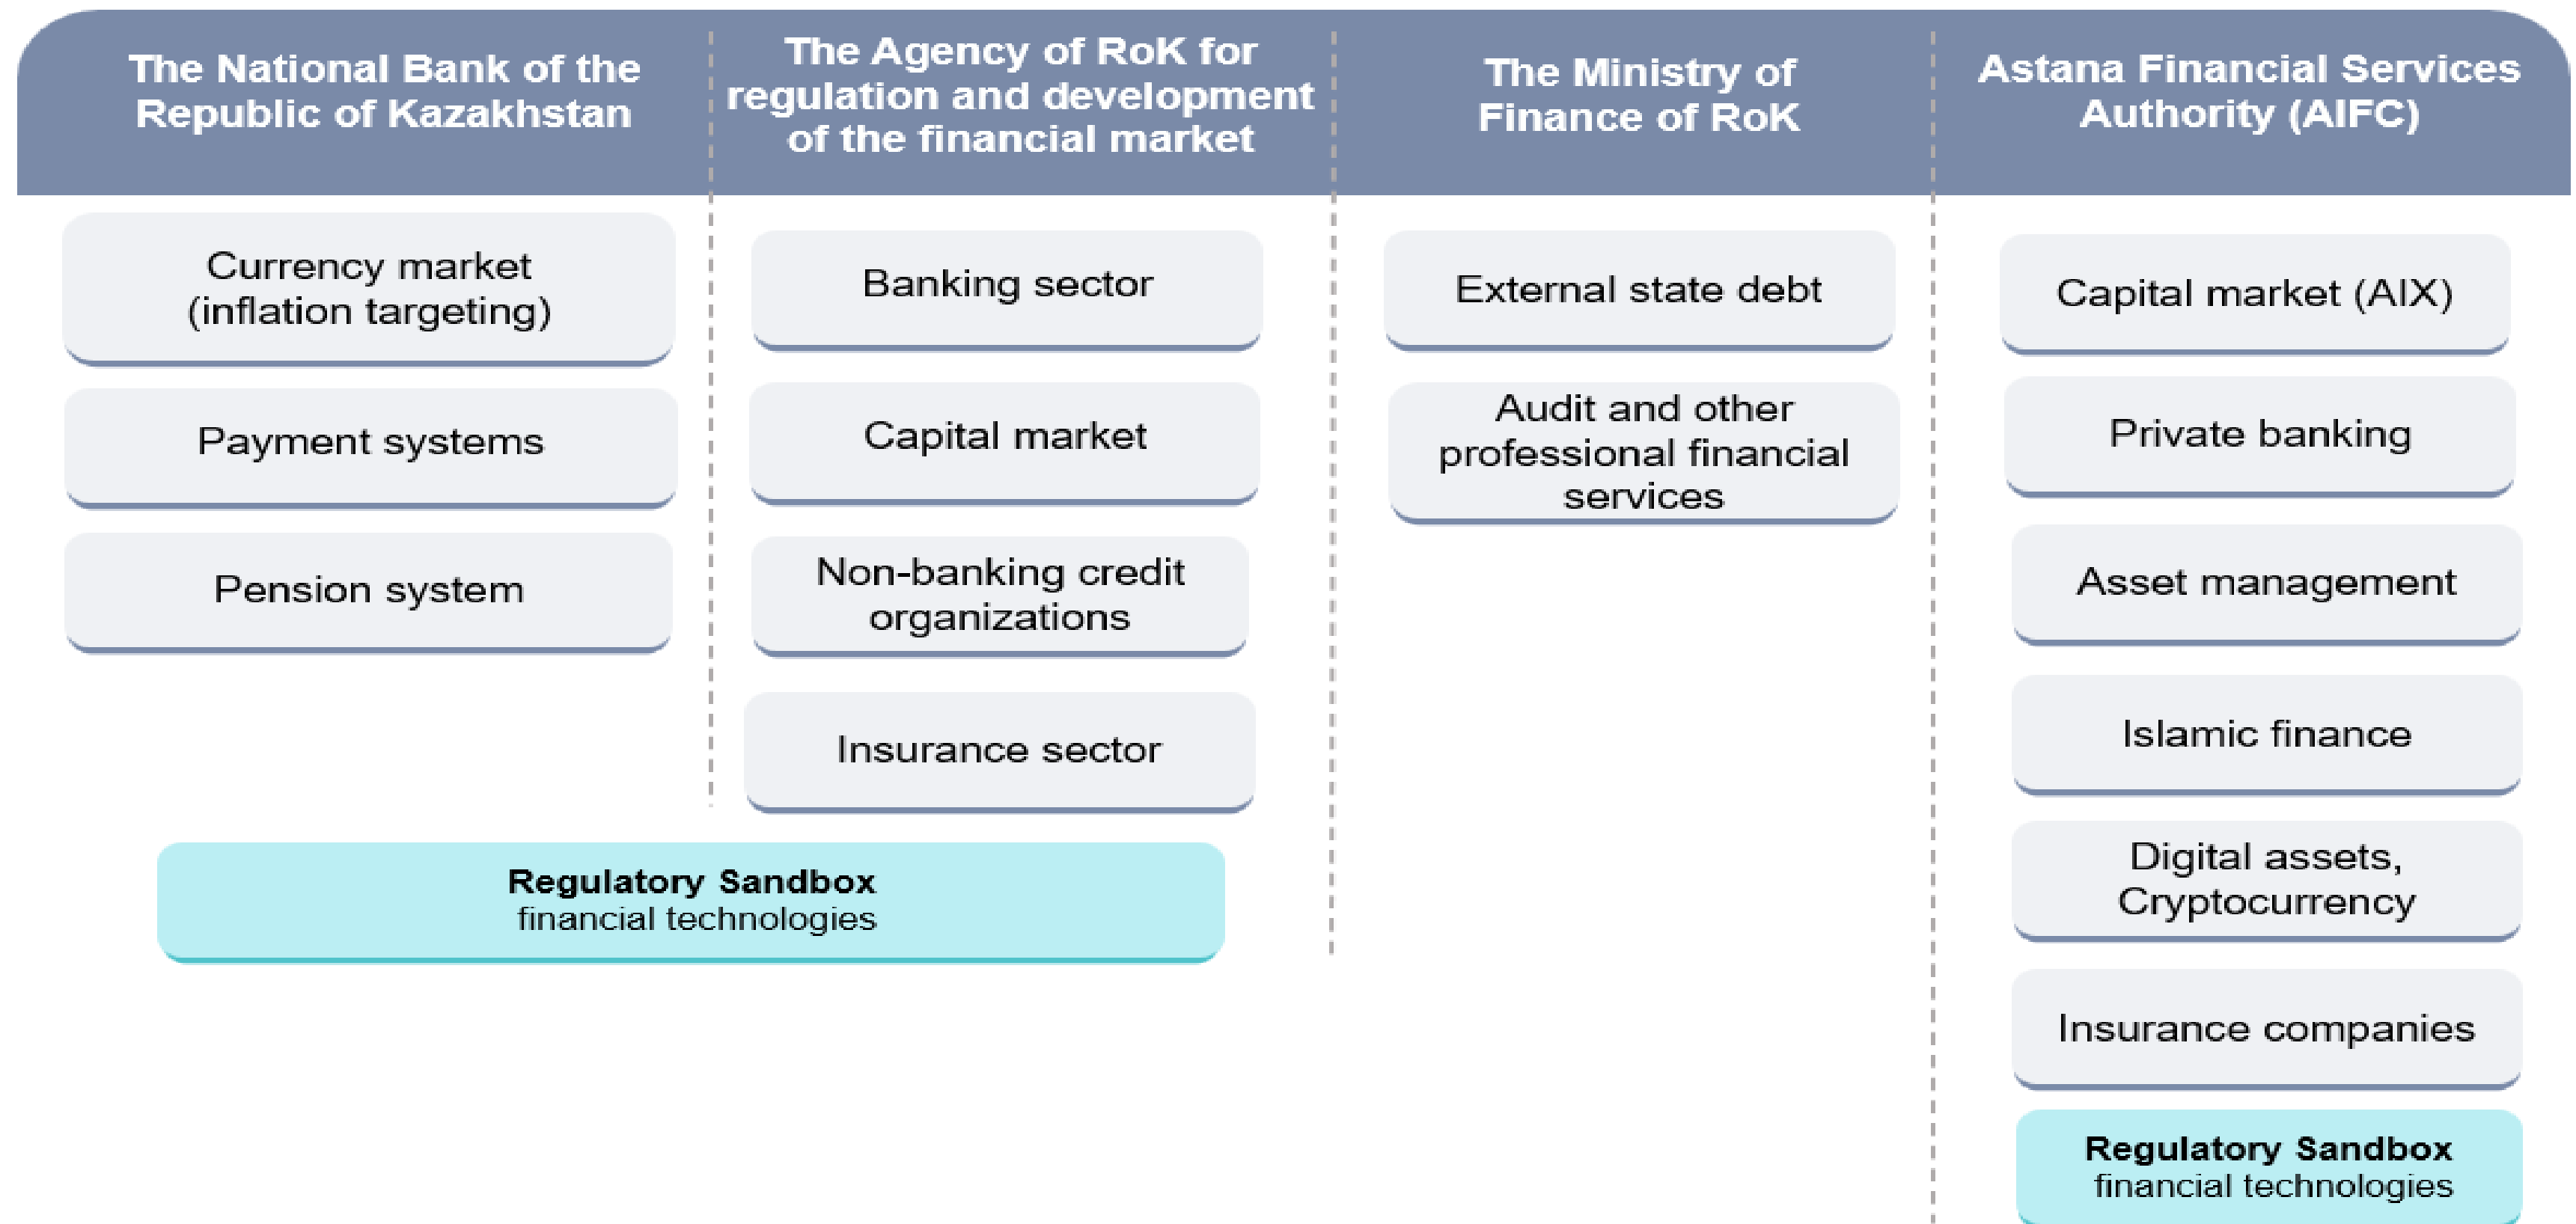 The National Bank of the
Republic of Kazakhstan
The Agency of RoK for
regulation and development
of the financial market
The Ministry of
Finance of RoK
Astana Financial Services
Authority (AIFC)
Currency market
(inflation targeting)
Payment systems
Pension system
Banking sector
Capital market
Non-banking credit
organizations
Insurance sector
Regulatory Sandbox
financial technologies
External state debt
Audit and other
professional financial
services
Capital market (AIX)
Private banking
Asset management
Islamic finance
Digital assets,
Cryptocurrency
Insurance companies
Regulatory Sandbox
financial technologies